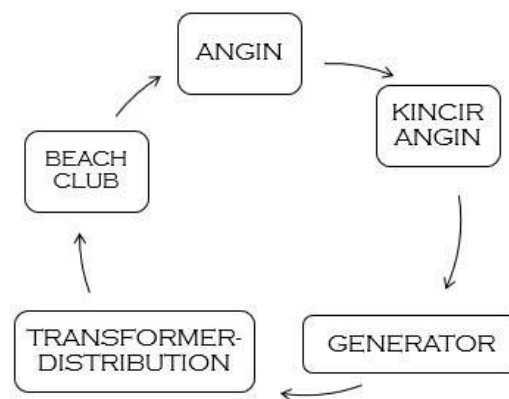 ANGIN
KINCIR
ANGIN
GENERATOR
TRANSFORMER-
DISTRIBUTION
BEACH
CLUB